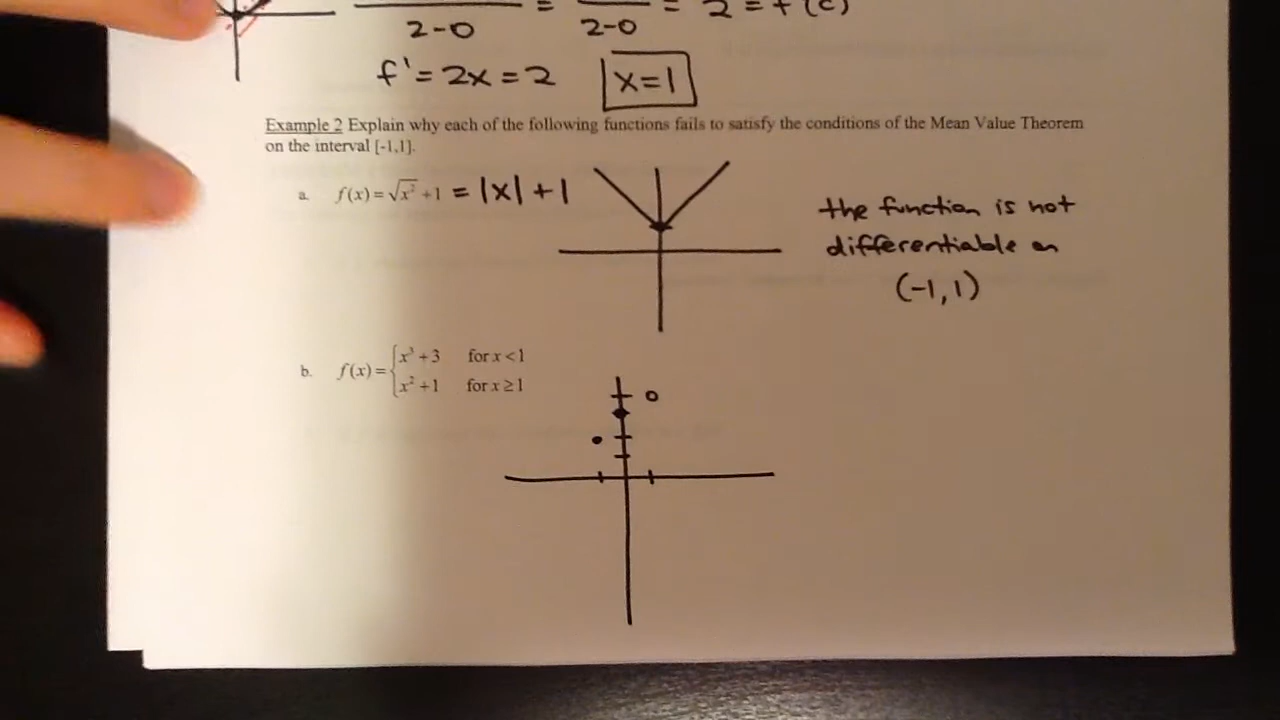 2-0 = 2-0 = 2 = f'(c)
f' = 2x = 2 x=1
Example 2 Explain why each of the following functions fails to satisfy the conditions of the Mean Value Theorem
on the interval [-1,1].
a. f(x) = √x² +1 = |x| +1
the function is not
differentiable on
(-1,1)
b. f(x) = { x³ +3 for x < 1
x² +1 for x ≥ 1